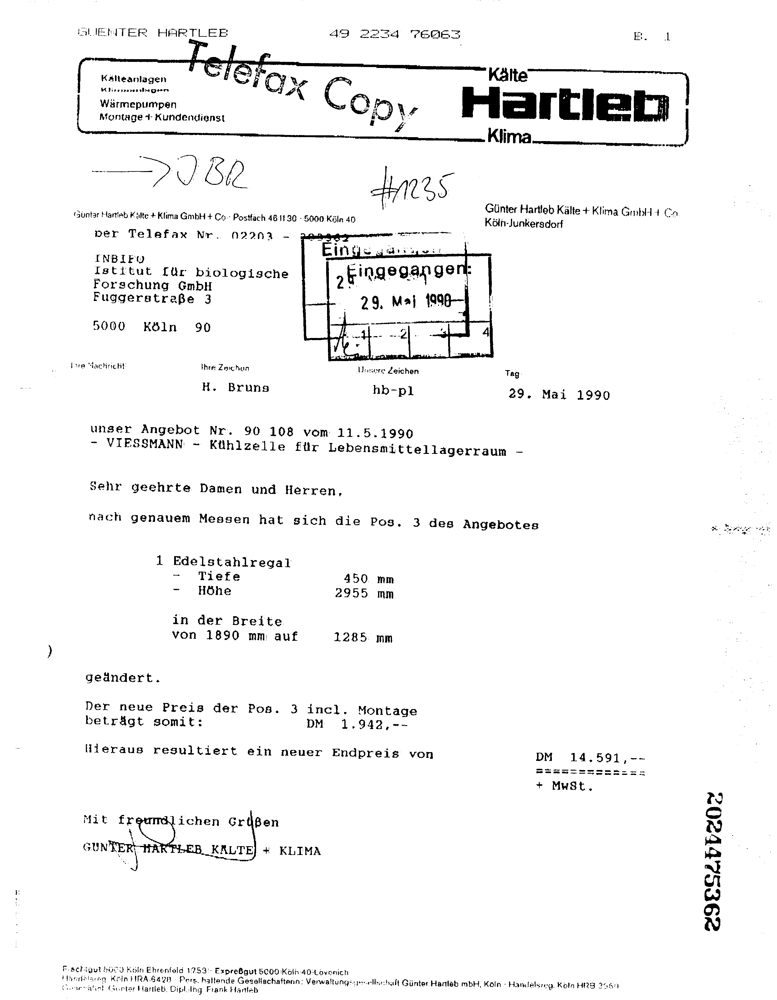 GUENTER HARTLEB 49 2234 76063 B. 1
Telefax Copy
Kälteanlagen
Klimaanlagen
Wärmepumpen
Montage + Kundendienst
Kälte
Hartleb
Klima
JBR
#1235
Günter Hartleb Kälte + Klima GmbH + Co · Postfach 46 11 30 · 5000 Köln 40
Günter Hartleb Kälte + Klima GmbH + Co
Köln-Junkersdorf
per Telefax Nr. 02203 -
INBIFO
Istitut für biologische
Forschung GmbH
Fuggerstraße 3
5000 Köln 90
Eingegangen
Eingegangen:
29. Mai 1990
1 2 3 4
Ihre Nachricht Ihre Zeichen Unsere Zeichen Tag
H. Bruns hb-pl 29. Mai 1990
unser Angebot Nr. 90 108 vom 11.5.1990
- VIESSMANN - Kühlzelle für Lebensmittellagerraum -
Sehr geehrte Damen und Herren,
nach genauem Messen hat sich die Pos. 3 des Angebotes
1 Edelstahlregal
- Tiefe 450 mm
- Höhe 2955 mm
in der Breite
von 1890 mm auf 1285 mm
)
geändert.
Der neue Preis der Pos. 3 incl. Montage
beträgt somit: DM 1.942,--
Hieraus resultiert ein neuer Endpreis von DM 14.591,--
=============
+ MwSt.
Mit freundlichen Grüßen
GÜNTER HARTLEB KÄLTE + KLIMA
2024475362
Frachtgut 5000 Köln Ehrenfeld 1753 · Expreßgut 5000 Köln 40-Lövenich
Handelsreg. Köln HRA 6428 · Pers. haftende Gesellschafterin: Verwaltungsgesellschaft Günter Hartleb mbH, Köln · Handelsreg. Köln HRB
Günter Hartleb, Dipl.-Ing. Frank Hartleb